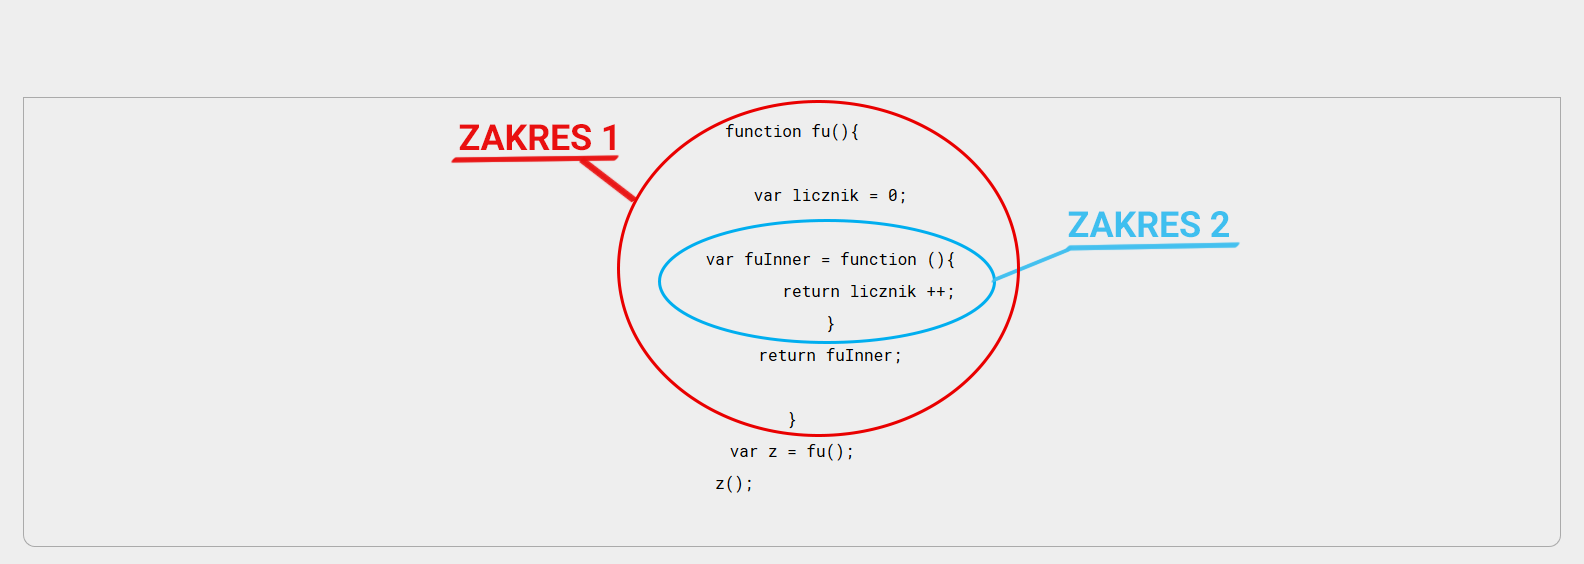 ZAKRES 1
function fu(){
var licznik = 0;
ZAKRES 2
var fuInner = function (){
return licznik ++;
}
return fuInner;
}
var z = fu();
z();